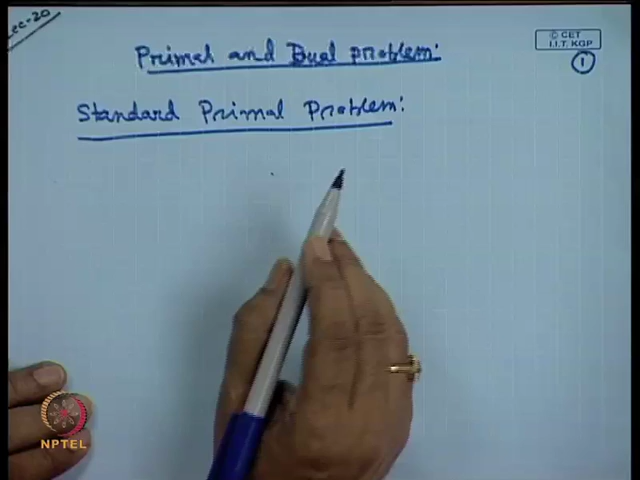 Lec-20
© CET
I.I.T. KGP
1
Primal and Dual problem:
Standard Primal Problem:
NPTEL